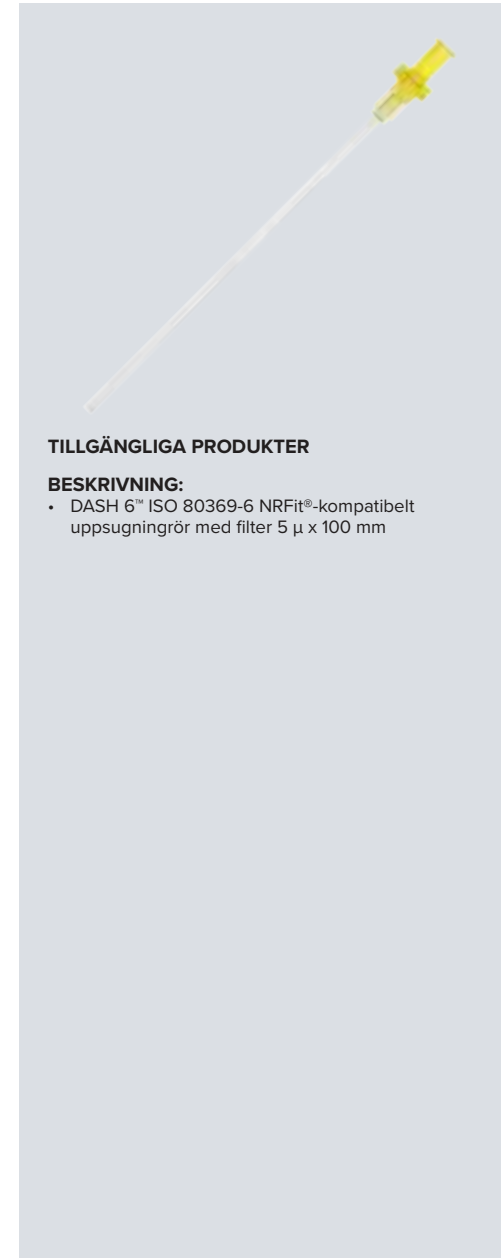 TILLGÄNGLIGA PRODUKTER
BESKRIVNING:
• DASH 6™ ISO 80369-6 NRFit®-kompatibelt
uppsugningrör med filter 5 µ x 100 mm